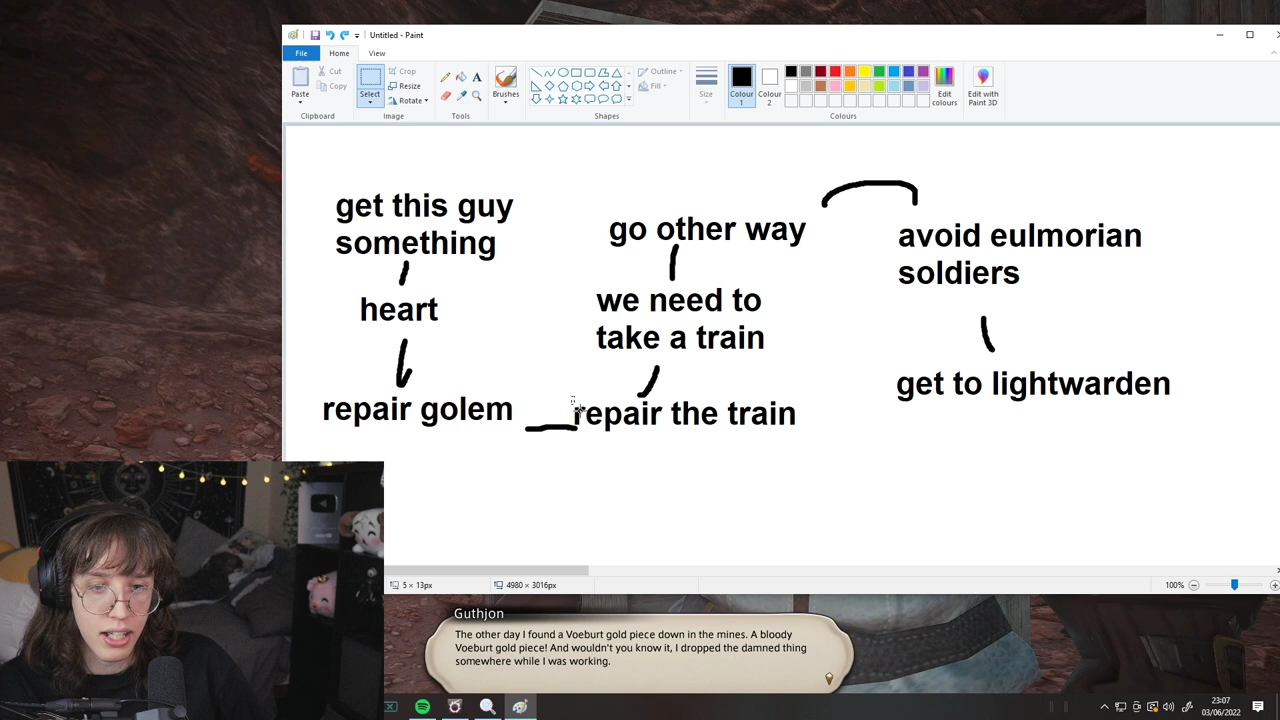 Untitled - Paint
File
Home
View
Paste
Cut
Copy
Clipboard
Select
Crop
Resize
Rotate
Image
A
Tools
Brushes
Outline
Fill
Shapes
Size
Colour
1
Colour
2
Edit
colours
Edit with
Paint 3D
Colours
get this guy
something
heart
repair golem
go other way
we need to
take a train
repair the train
avoid eulmorian
soldiers
get to lightwarden
5 × 13px
4980 × 3016px
100%
Guthjon
The other day I found a Voeburt gold piece down in the mines. A bloody
Voeburt gold piece! And wouldn't you know it, I dropped the damned thing
somewhere while I was working.
23:07
03/06/2022